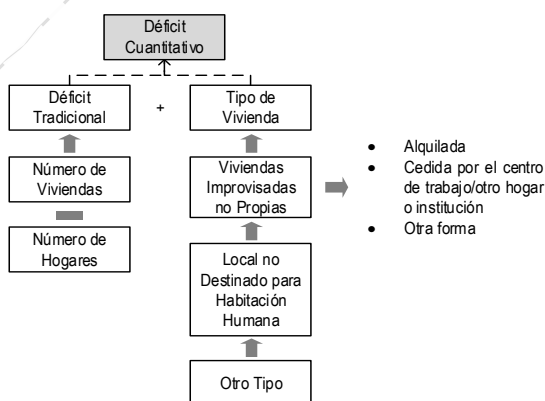 Déficit
Cuantitativo
Déficit
Tradicional
+
Tipo de
Vivienda
Número de
Viviendas
Viviendas
Improvisadas
no Propias
• Alquilada
• Cedida por el centro
de trabajo/otro hogar
o institución
• Otra forma
Número de
Hogares
Local no
Destinado para
Habitación
Humana
Otro Tipo